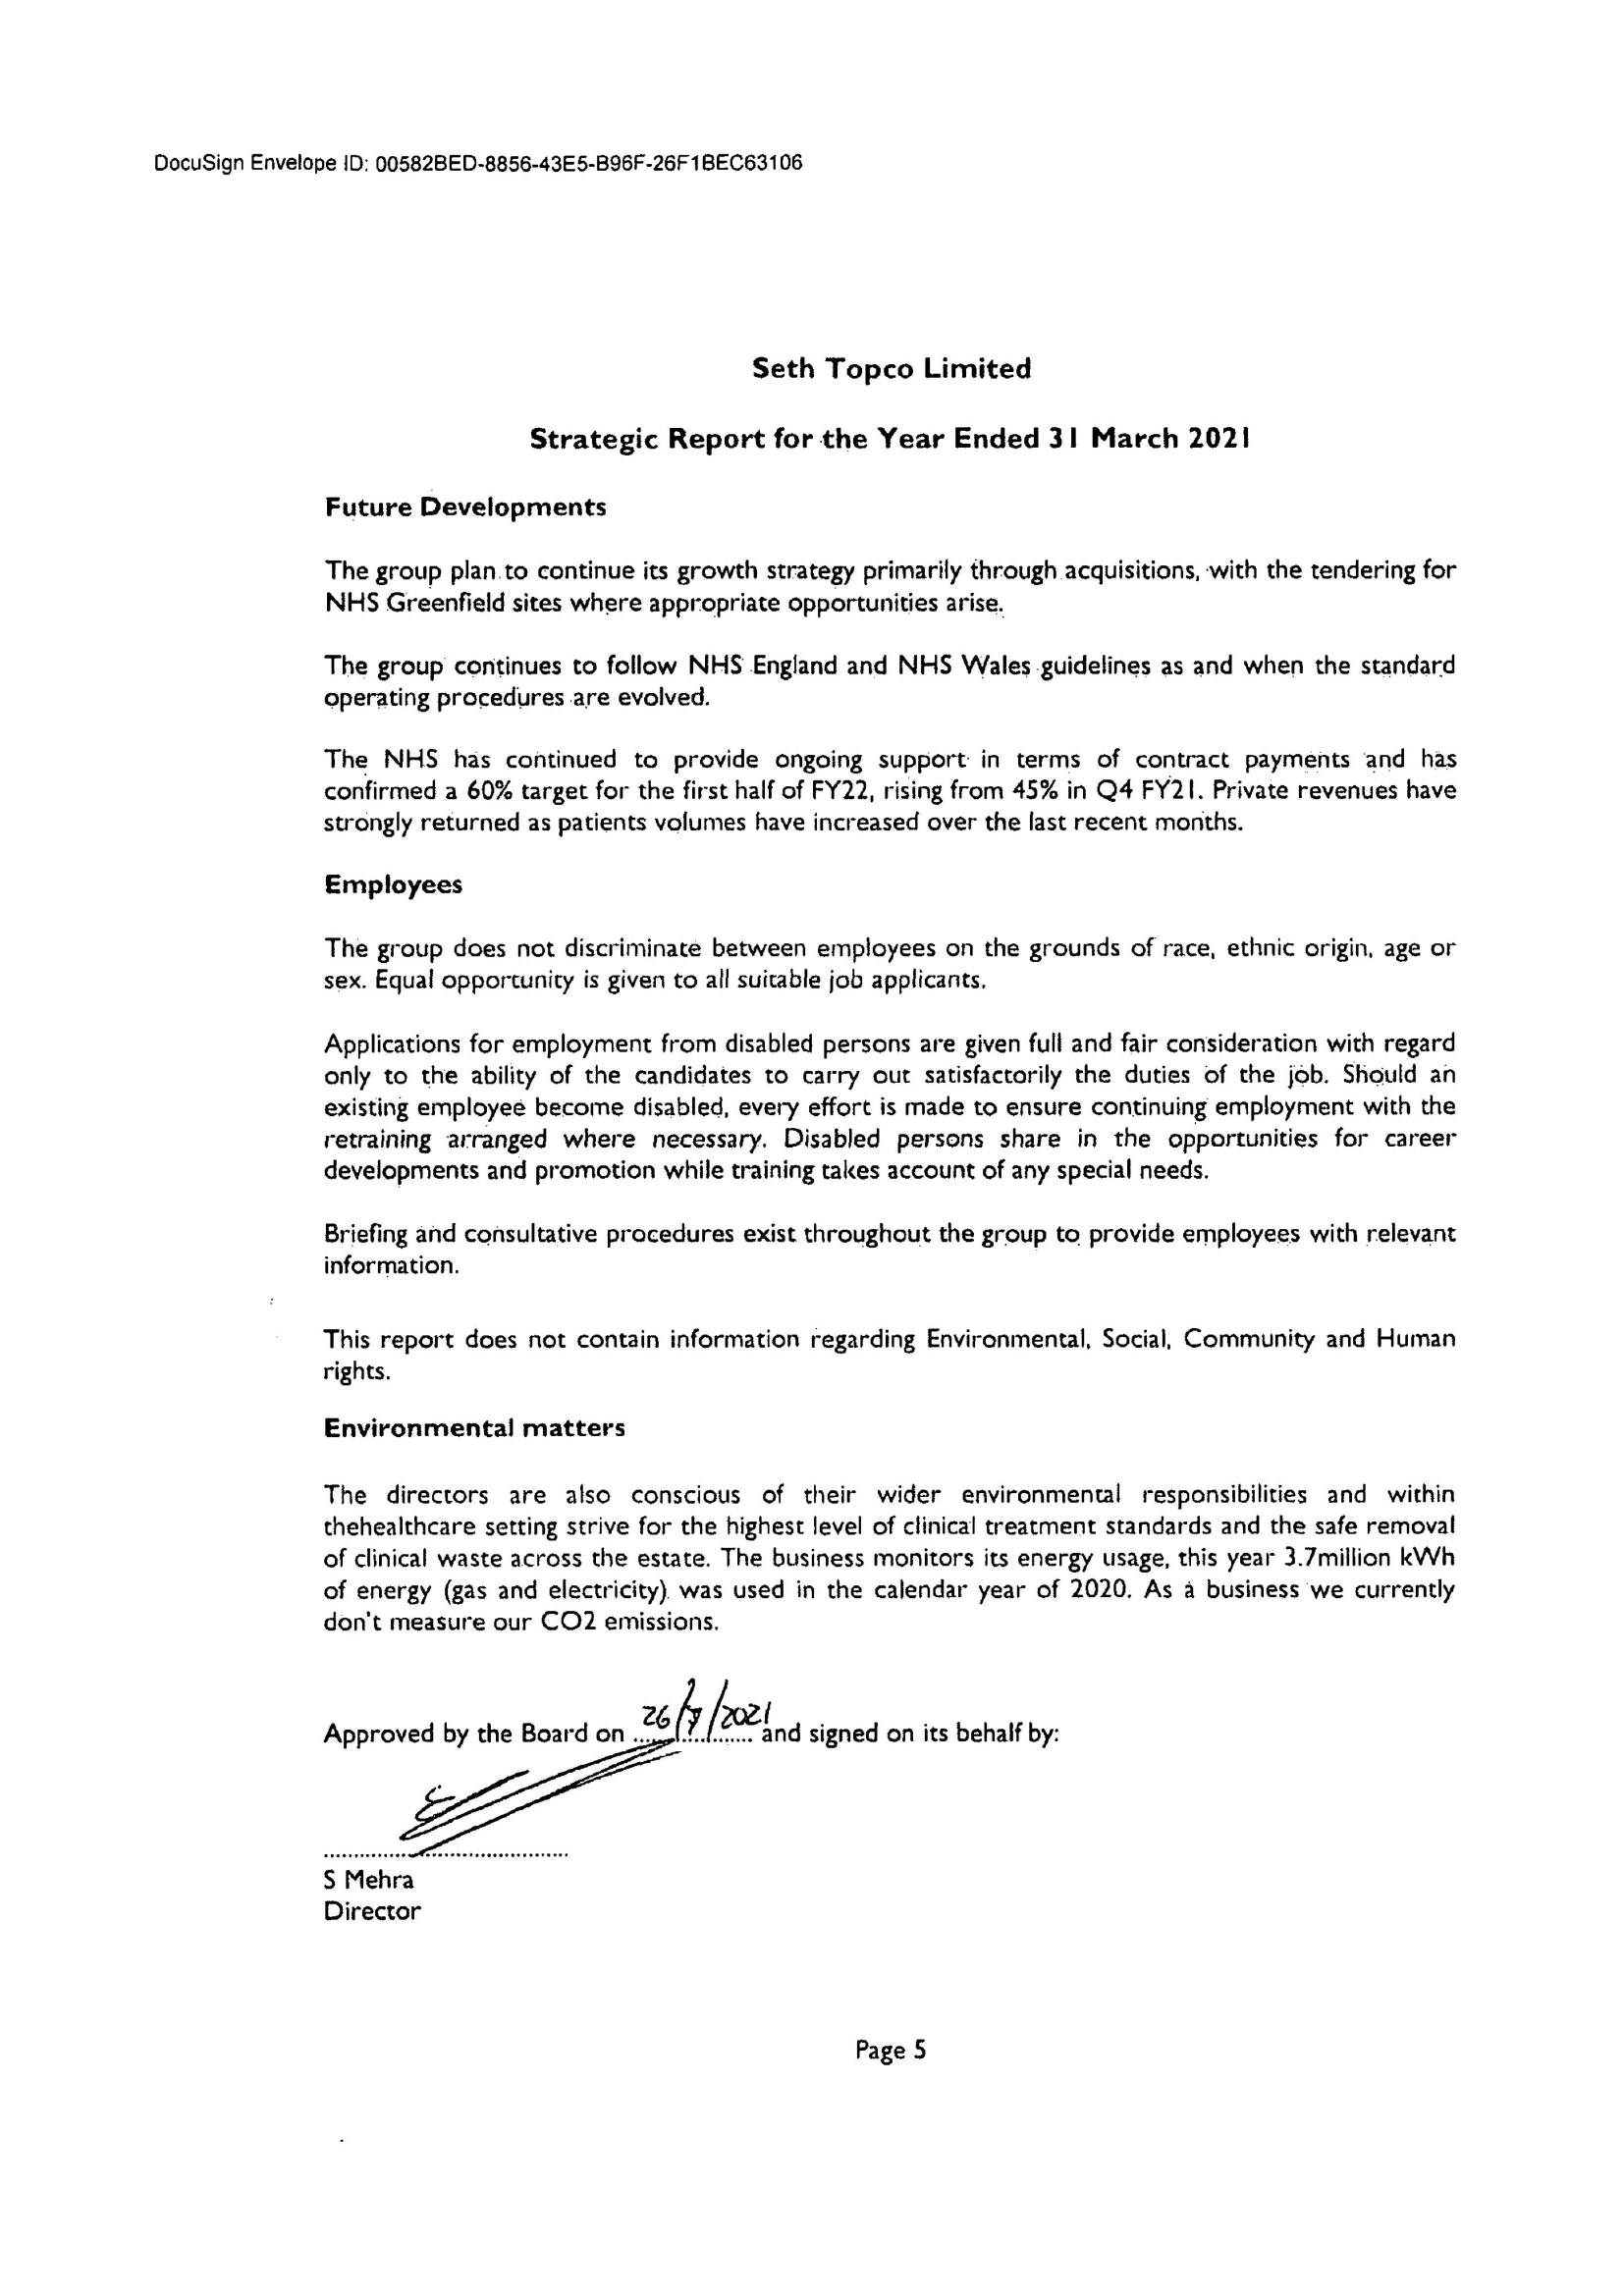 DocuSign Envelope ID: 00582BED-8856-43E5-B96F-26F1BEC63106
Seth Topco Limited
Strategic Report for the Year Ended 31 March 2021
Future Developments
The group plan to continue its growth strategy primarily through acquisitions, with the tendering for
NHS Greenfield sites where appropriate opportunities arise.
The group continues to follow NHS England and NHS Wales guidelines as and when the standard
operating procedures are evolved.
The NHS has continued to provide ongoing support in terms of contract payments and has
confirmed a 60% target for the first half of FY22, rising from 45% in Q4 FY21. Private revenues have
strongly returned as patients volumes have increased over the last recent months.
Employees
The group does not discriminate between employees on the grounds of race, ethnic origin, age or
sex. Equal opportunity is given to all suitable job applicants.
Applications for employment from disabled persons are given full and fair consideration with regard
only to the ability of the candidates to carry out satisfactorily the duties of the job. Should an
existing employee become disabled, every effort is made to ensure continuing employment with the
retraining arranged where necessary. Disabled persons share in the opportunities for career
developments and promotion while training takes account of any special needs.
Briefing and consultative procedures exist throughout the group to provide employees with relevant
information.
This report does not contain information regarding Environmental, Social, Community and Human
rights.
Environmental matters
The directors are also conscious of their wider environmental responsibilities and within
thehealthcare setting strive for the highest level of clinical treatment standards and the safe removal
of clinical waste across the estate. The business monitors its energy usage, this year 3.7million kWh
of energy (gas and electricity) was used in the calendar year of 2020. As a business we currently
don't measure our CO2 emissions.
Approved by the Board on 26/7/2021 and signed on its behalf by:
S Mehra
Director
Page 5